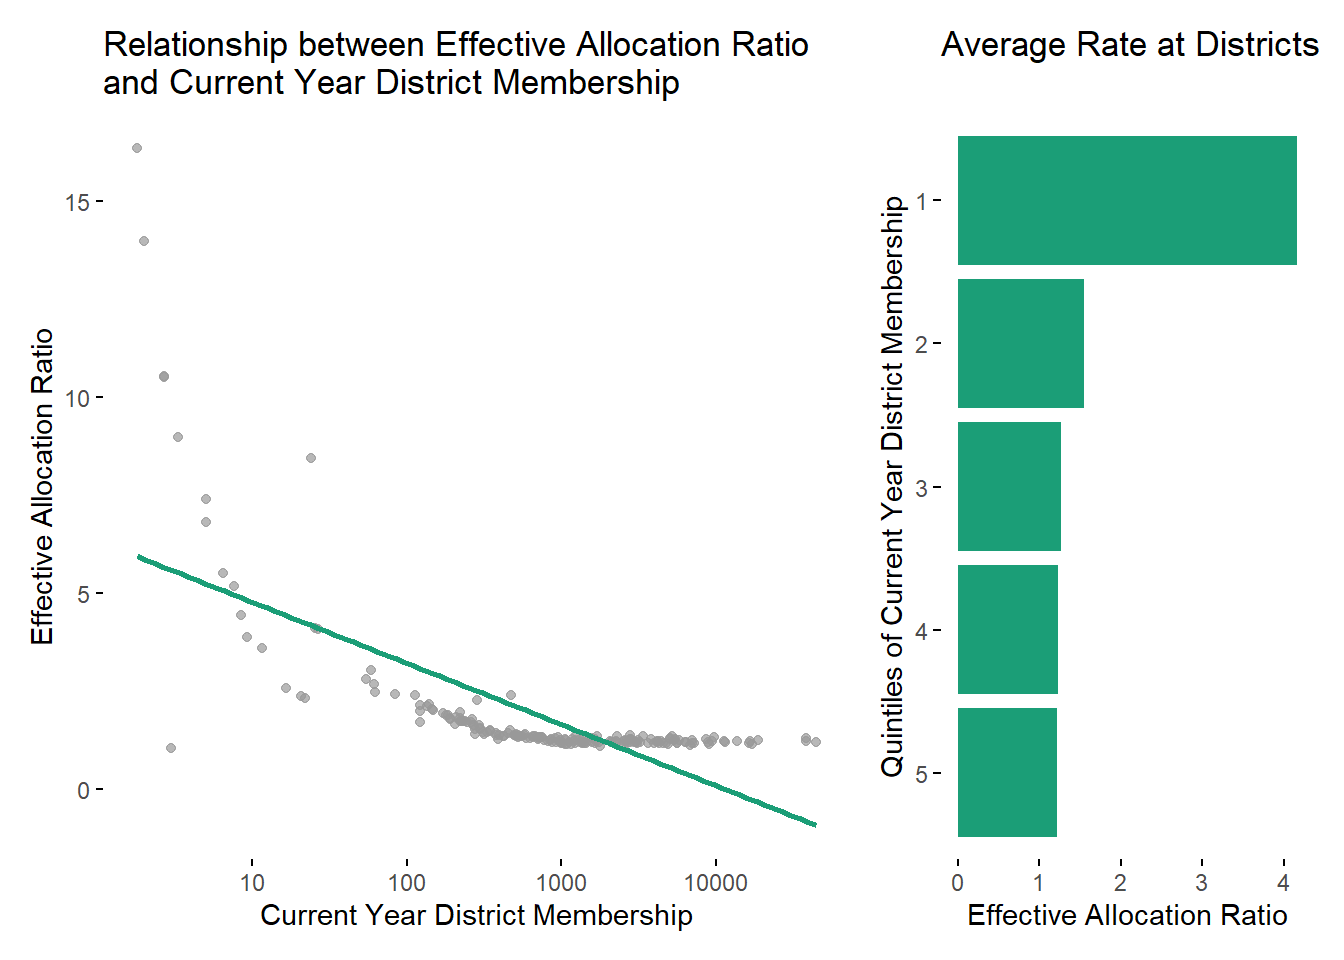 Relationship between Effective Allocation Ratio
and Current Year District Membership
Effective Allocation Ratio
15
10
5
0
10
100
1000
10000
Current Year District Membership
Average Rate at Districts
Quintiles of Current Year District Membership
1
2
3
4
5
0
1
2
3
4
Effective Allocation Ratio